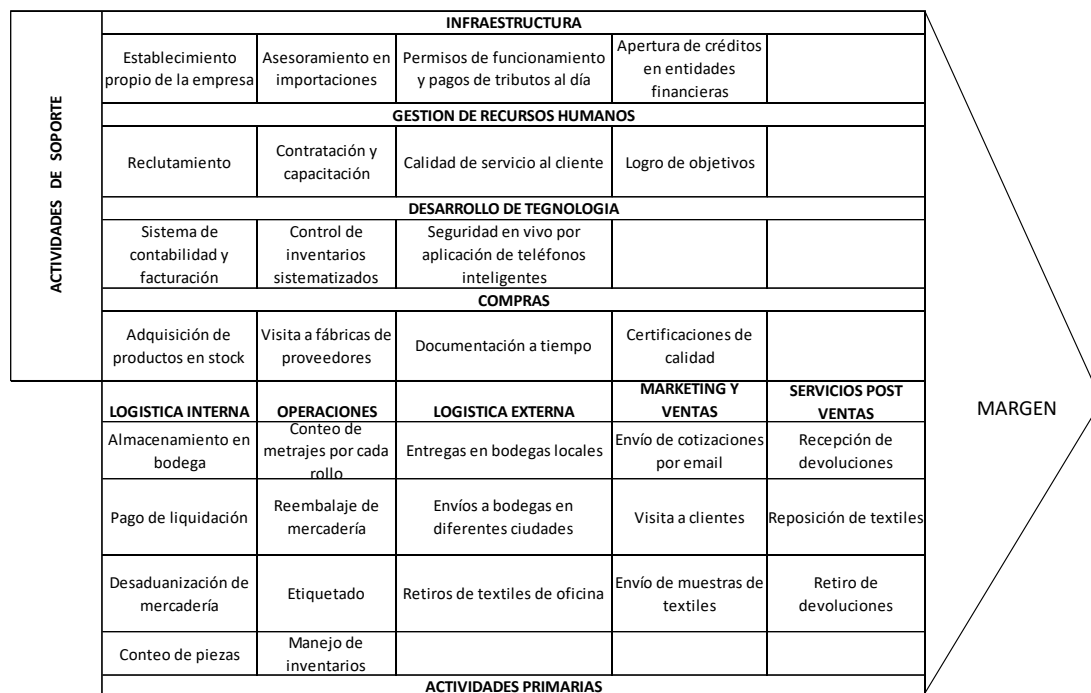 INFRAESTRUCTURA
Establecimiento
propio de la empresa
Asesoramiento en
importaciones
Permisos de funcionamiento
y pagos de tributos al día
Apertura de créditos
en entidades
financieras
ACTIVIDADES DE SOPORTE
GESTION DE RECURSOS HUMANOS
Reclutamiento
Contratación y
capacitación
Calidad de servicio al cliente
Logro de objetivos
DESARROLLO DE TEGNOLOGIA
Sistema de
contabilidad y
facturación
Control de
inventarios
sistematizados
Seguridad en vivo por
aplicación de teléfonos
inteligentes
COMPRAS
Adquisición de
productos en stock
Visita a fábricas de
proveedores
Documentación a tiempo
Certificaciones de
calidad
LOGISTICA INTERNA
OPERACIONES
LOGISTICA EXTERNA
MARKETING Y
VENTAS
SERVICIOS POST
VENTAS
MARGEN
Almacenamiento en
bodega
Conteo de
metrajes por cada
rollo
Entregas en bodegas locales
Envío de cotizaciones
por email
Recepción de
devoluciones
Pago de liquidación
Reembalaje de
mercadería
Envíos a bodegas en
diferentes ciudades
Visita a clientes
Reposición de textiles
Desaduanización de
mercadería
Etiquetado
Retiros de textiles de oficina
Envío de muestras de
textiles
Retiro de
devoluciones
Conteo de piezas
Manejo de
inventarios
ACTIVIDADES PRIMARIAS